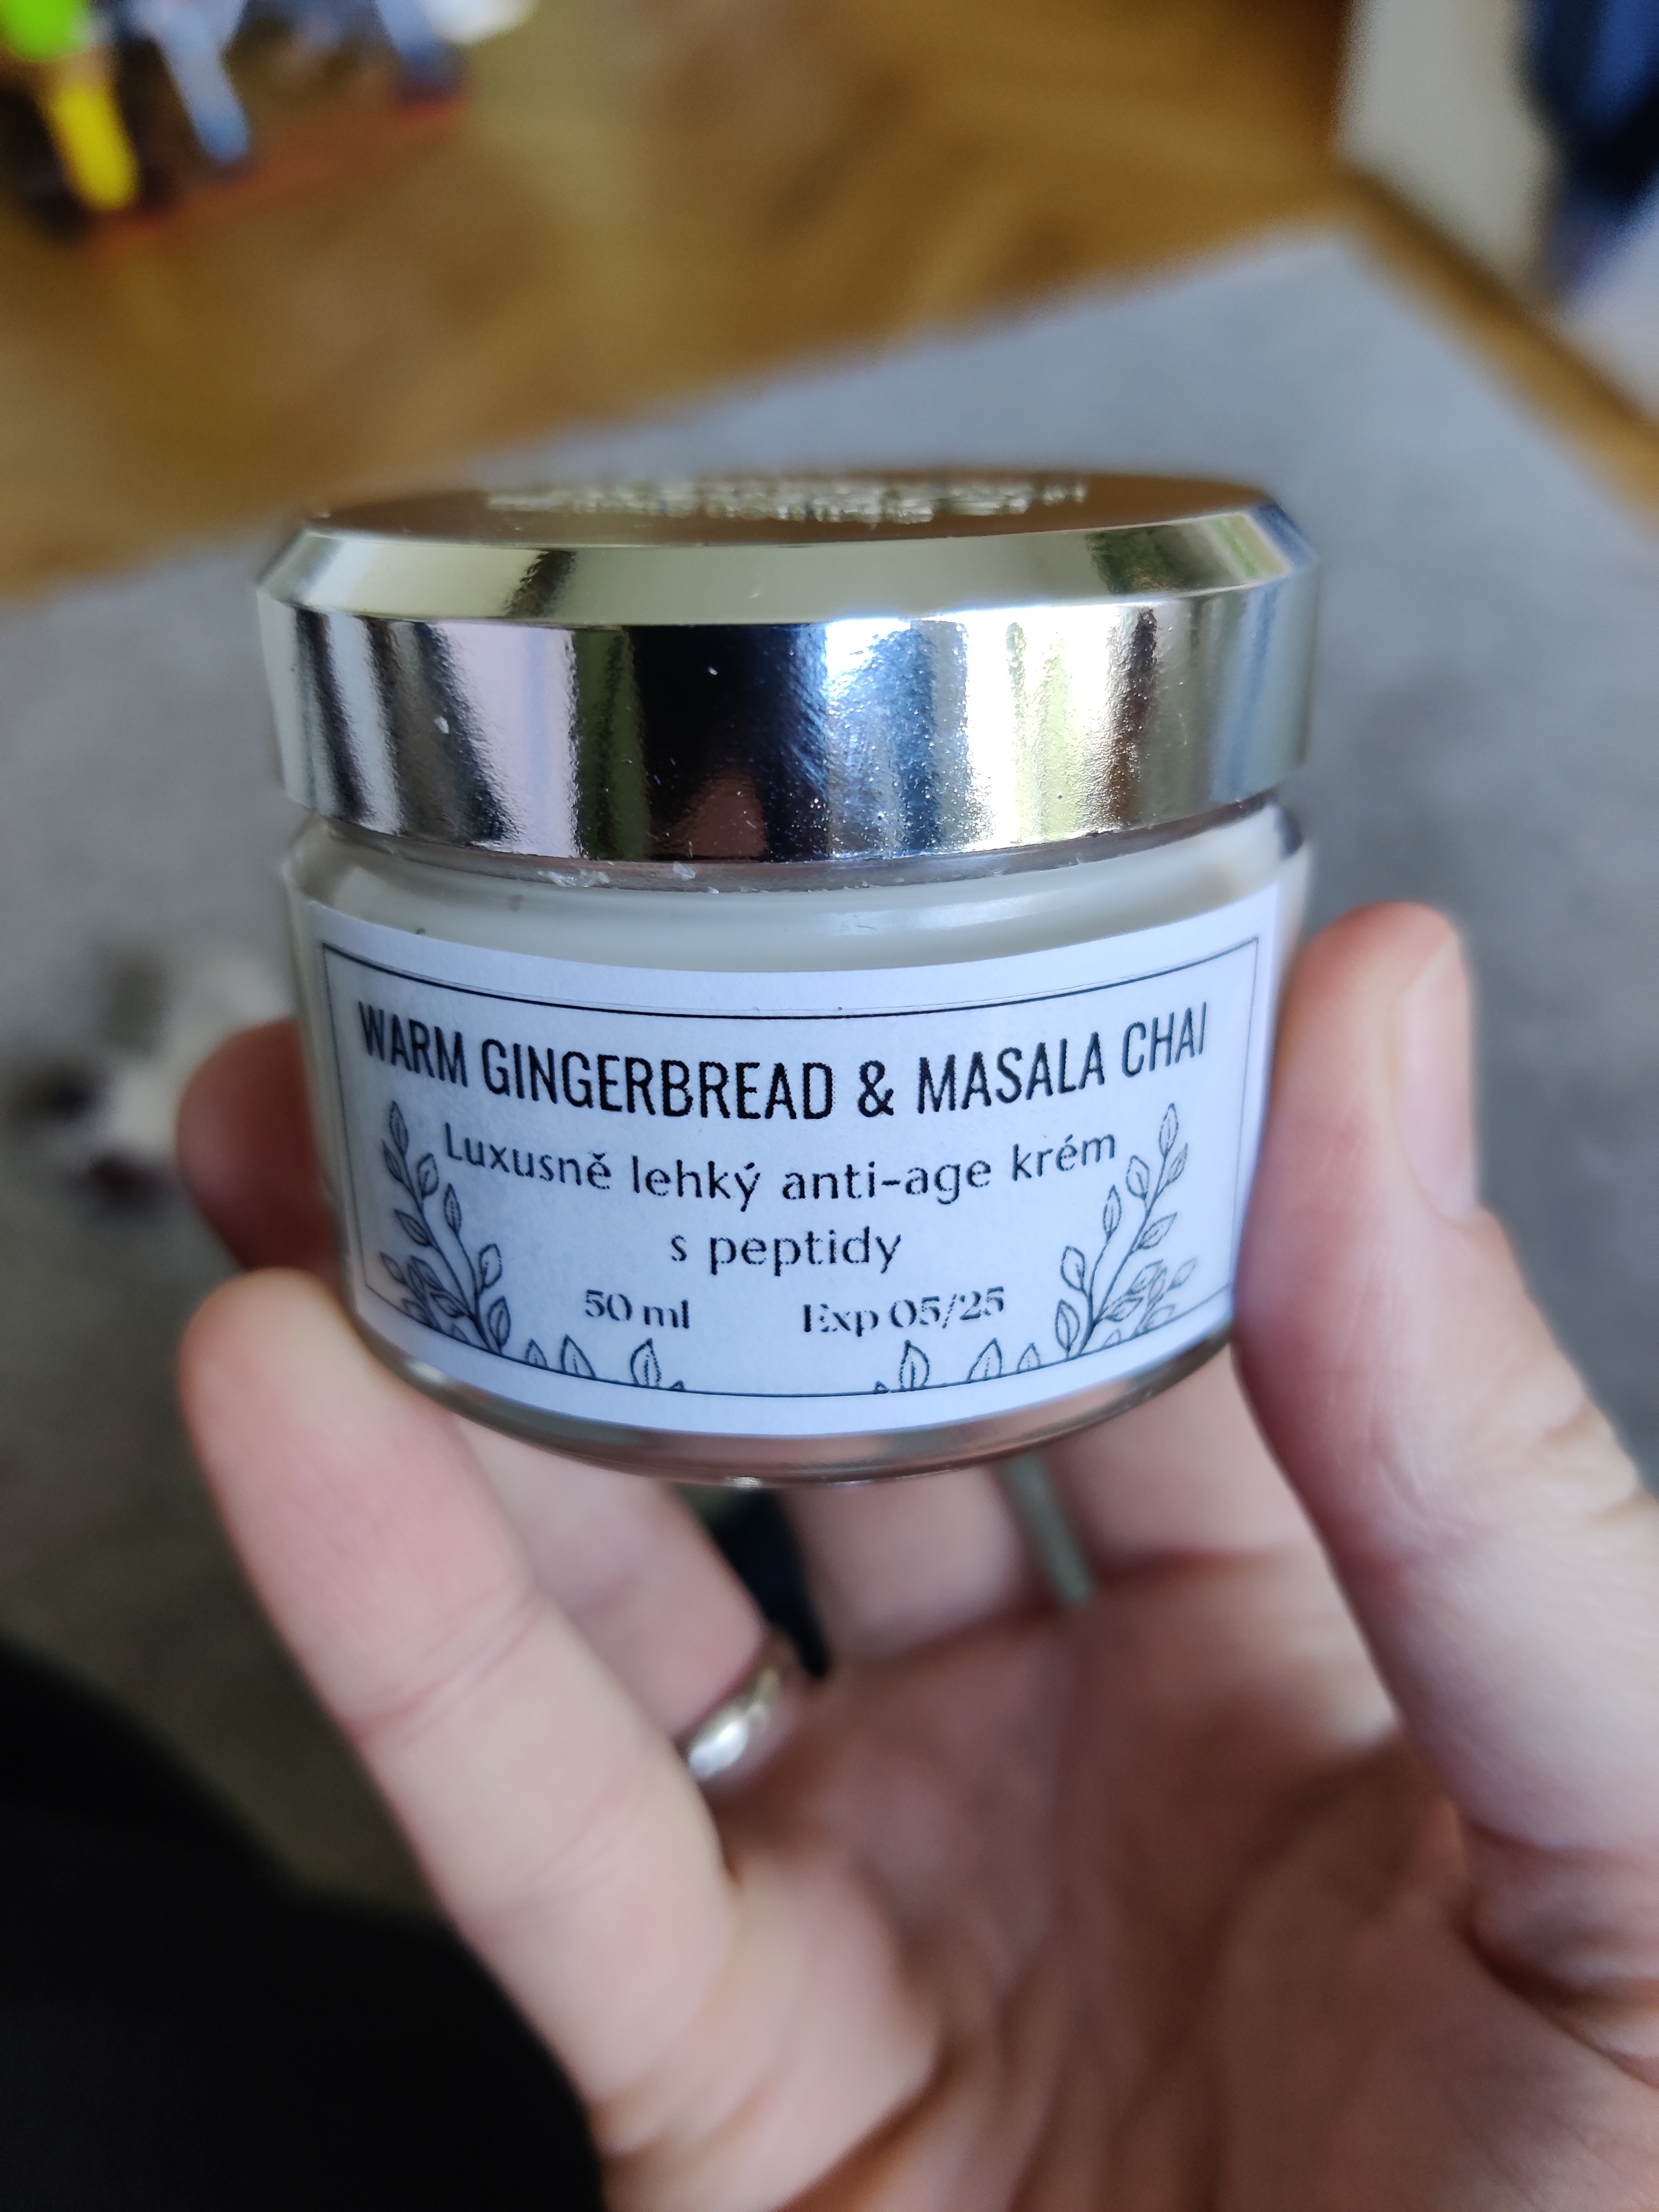 WARM GINGERBREAD & MASALA CHAI
Luxusně lehký anti-age krém
s peptidy
50 ml Exp 05/25